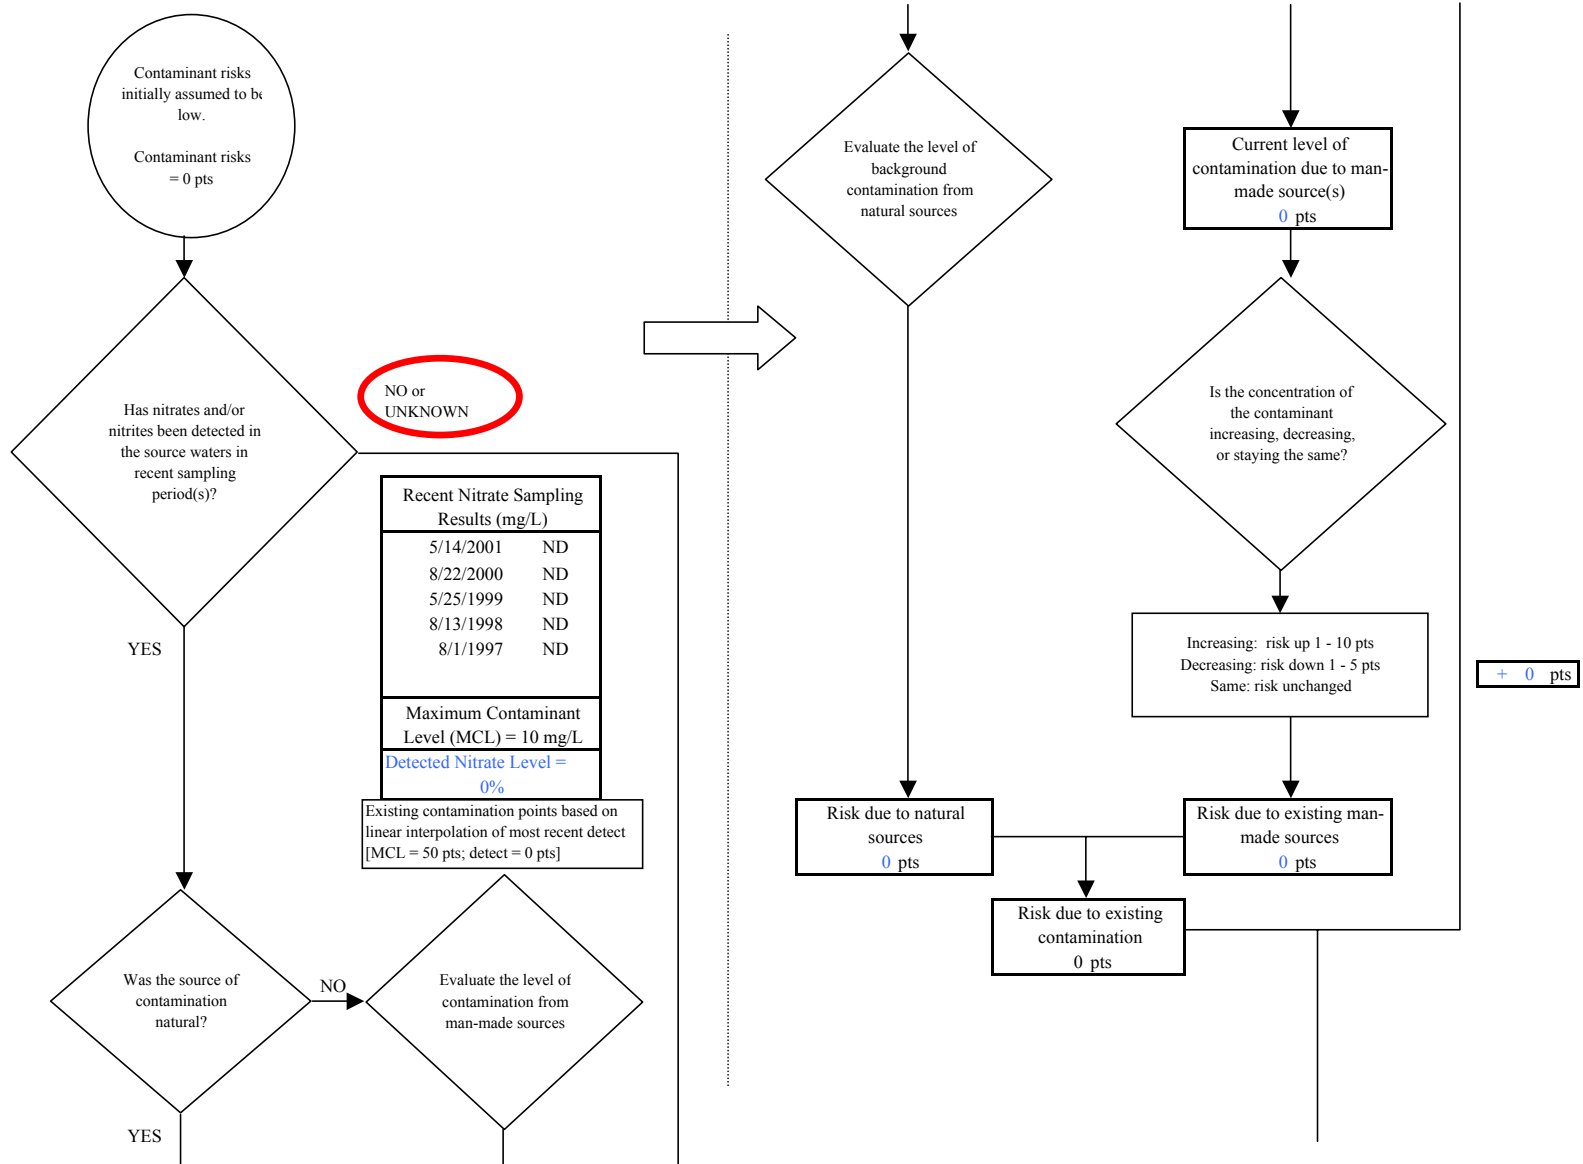 Contaminant risks
initially assumed to be
low.
Contaminant risks
= 0 pts
Has nitrates and/or
nitrites been detected in
the source waters in
recent sampling
period(s)?
NO or
UNKNOWN
Recent Nitrate Sampling
Results (mg/L)
5/14/2001 ND
8/22/2000 ND
5/25/1999 ND
8/13/1998 ND
8/1/1997 ND
Maximum Contaminant
Level (MCL) = 10 mg/L
Detected Nitrate Level =
0%
Existing contamination points based on
linear interpolation of most recent detect
[MCL = 50 pts; detect = 0 pts]
YES
Was the source of
contamination
natural?
NO
Evaluate the level of
contamination from
man-made sources
YES
Evaluate the level of
background
contamination from
natural sources
Current level of
contamination due to man-
made source(s)
0 pts
Is the concentration of
the contaminant
increasing, decreasing,
or staying the same?
Increasing: risk up 1 - 10 pts
Decreasing: risk down 1 - 5 pts
Same: risk unchanged
+ 0 pts
Risk due to natural
sources
0 pts
Risk due to existing man-
made sources
0 pts
Risk due to existing
contamination
0 pts